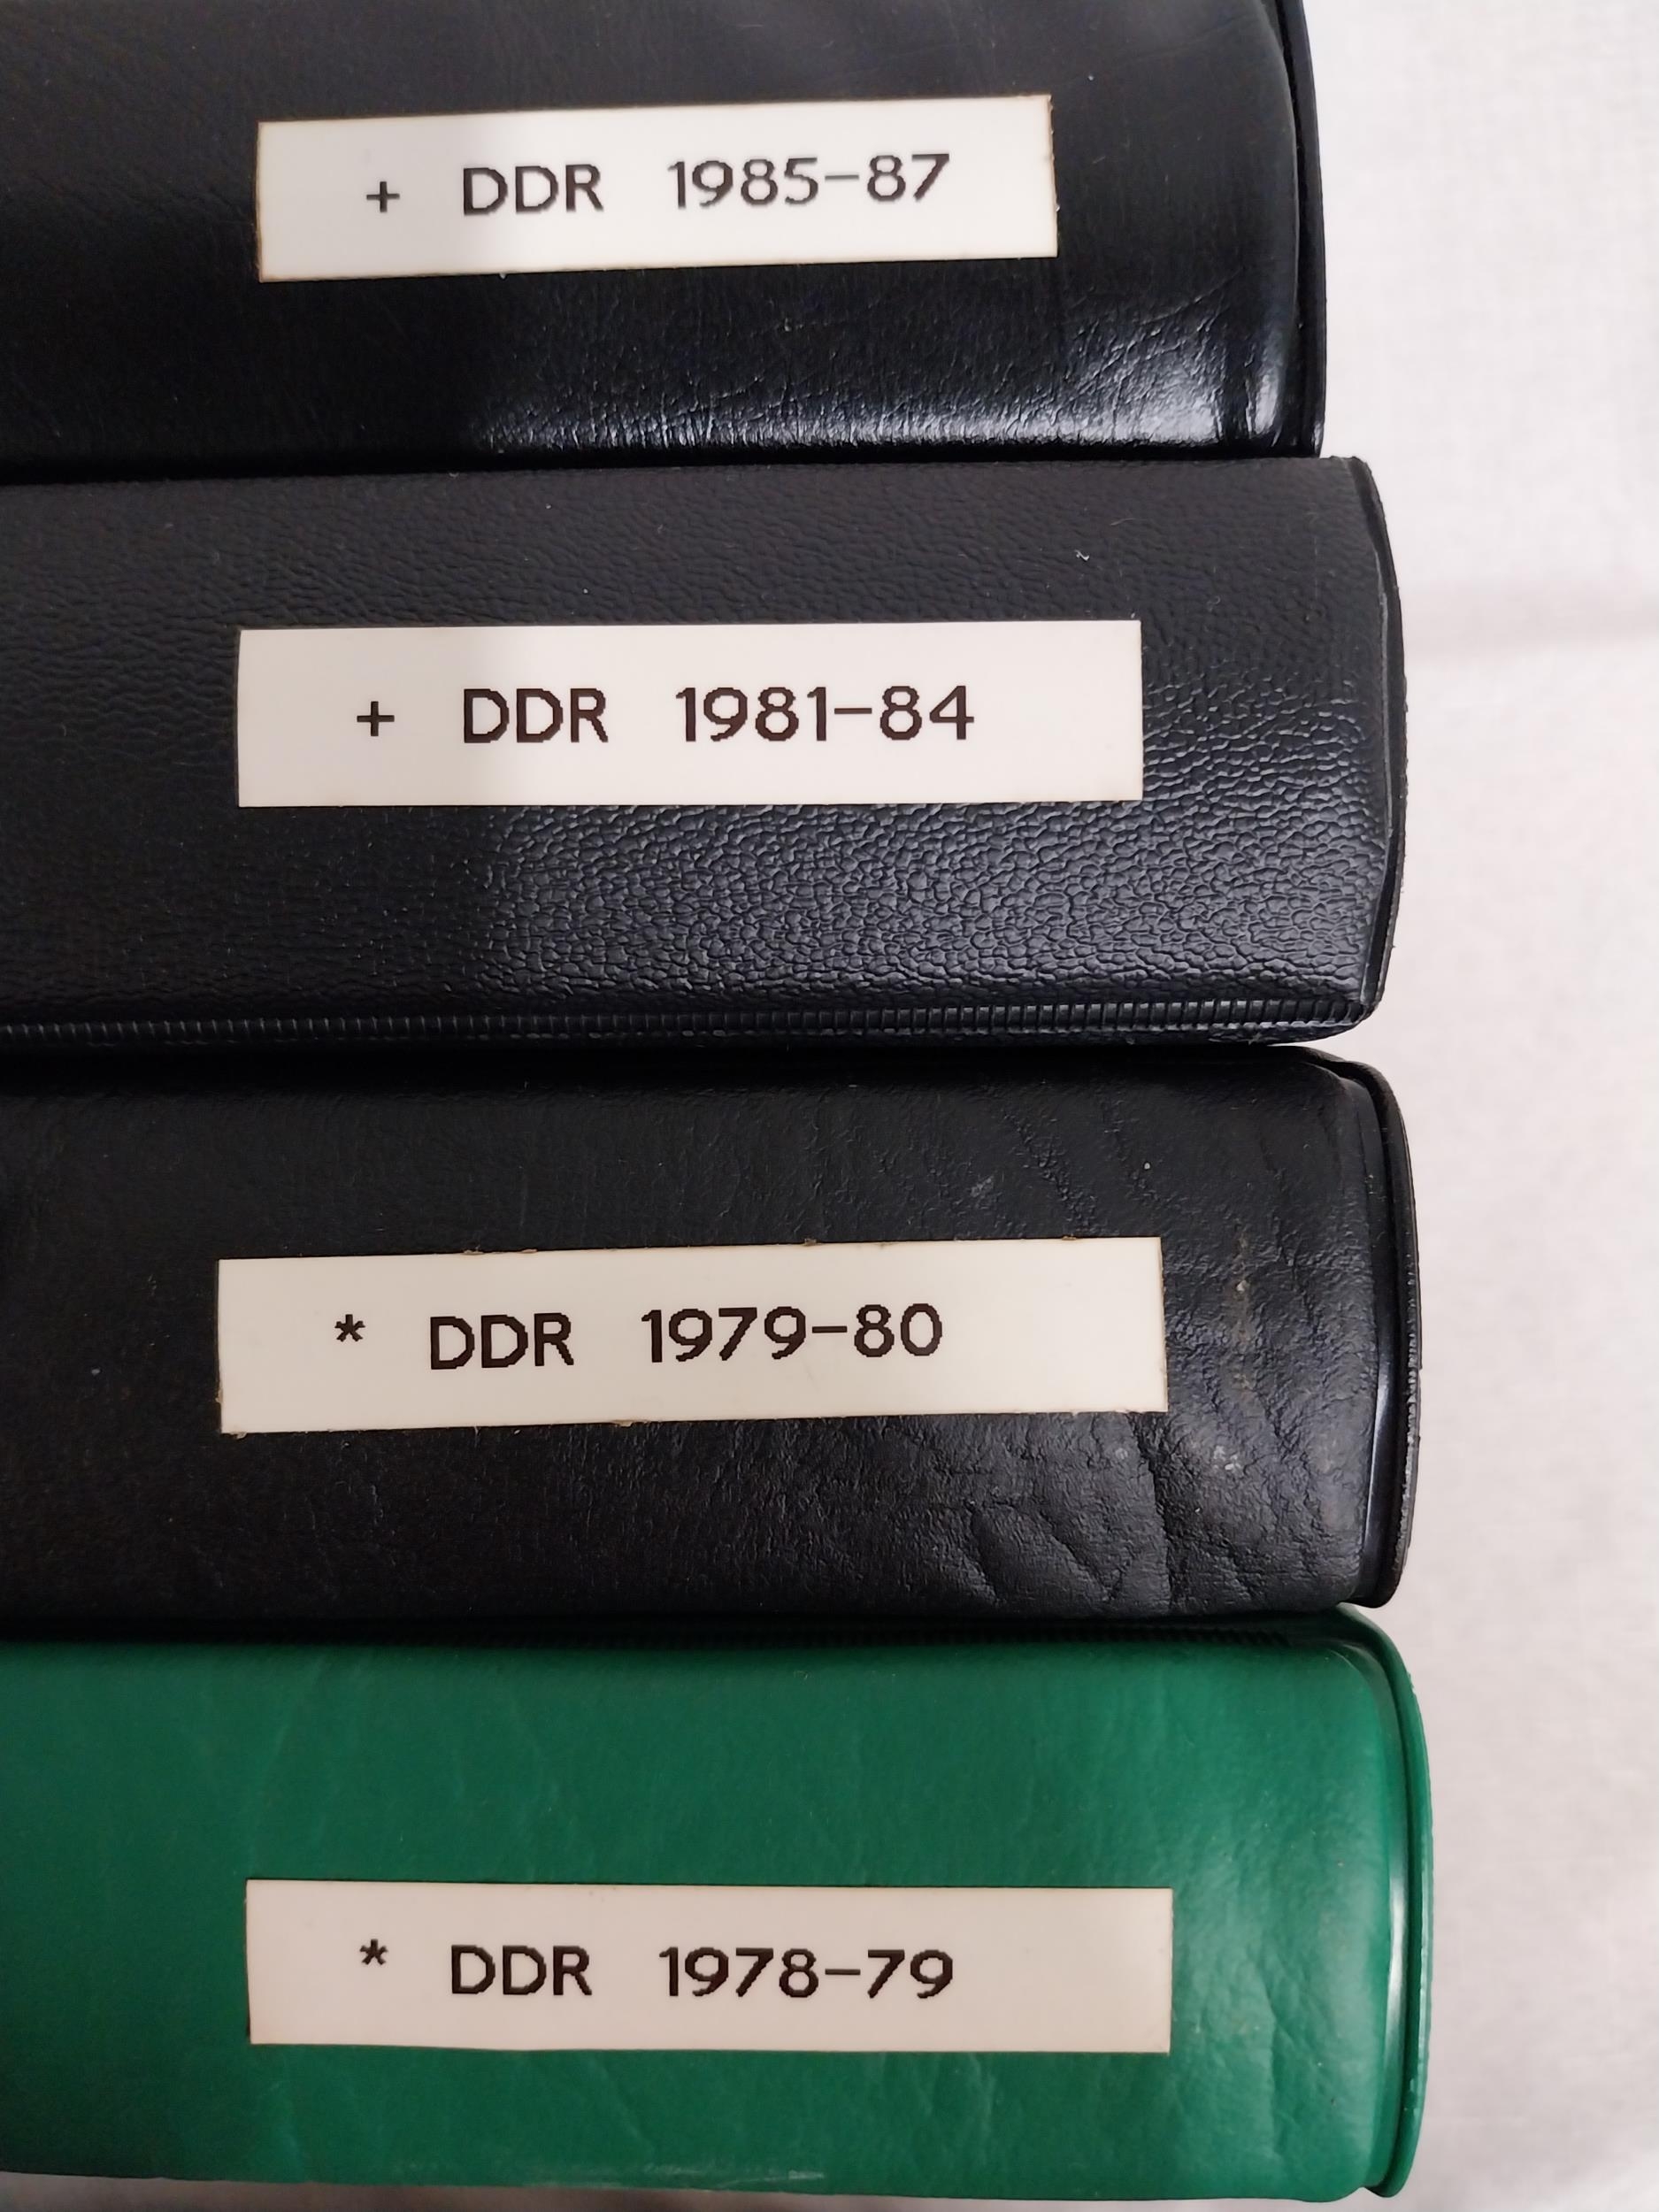 + DDR 1985-87
+ DDR 1981-84
* DDR 1979-80
* DDR 1978-79